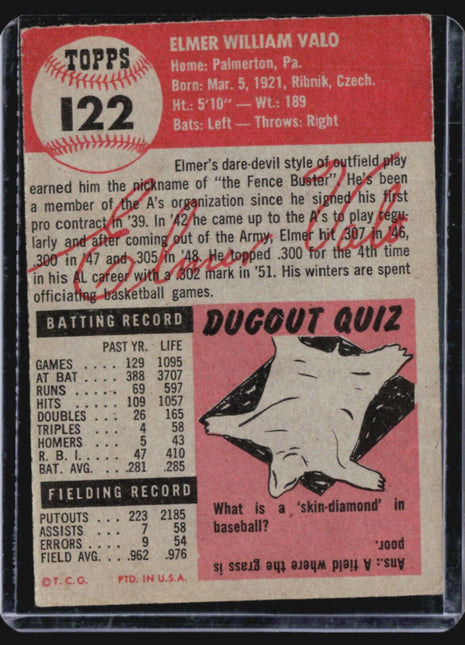 TOPPS
122
ELMER WILLIAM VALO
Home: Palmerton, Pa.
Born: Mar. 5, 1921, Ribnik, Czech.
Ht.: 5'10" — Wt.: 189
Bats: Left — Throws: Right
Elmer's dare-devil style of outfield play
earned him the nickname of "the Fence Buster". He's been
a member of the A's organization since he signed his first
pro contract in '39. In '42 he came up to the A's to play regu-
larly and after coming out of the Army, Elmer hit .307 in '46,
.300 in '47 and .305 in '48. He topped .300 for the 4th time
in his AL career with a .302 mark in '51. His winters are spent
officiating basketball games.
Elmer Valo
BATTING RECORD
PAST YR. LIFE
GAMES .... 129 1095
AT BAT .... 388 3707
RUNS .... 69 597
HITS .... 109 1057
DOUBLES .. 26 165
TRIPLES ... 4 58
HOMERS ... 5 43
R. B. I. .... 47 410
BAT. AVG. .. .281 .285
FIELDING RECORD
PUTOUTS .. 223 2185
ASSISTS ... 7 58
ERRORS ... 9 54
FIELD AVG. . .962 .976
© T. C. G. PTD. IN U.S.A.
DUGOUT QUIZ
What is a 'skin-diamond' in
baseball?
Ans.: A field where the grass is
poor.